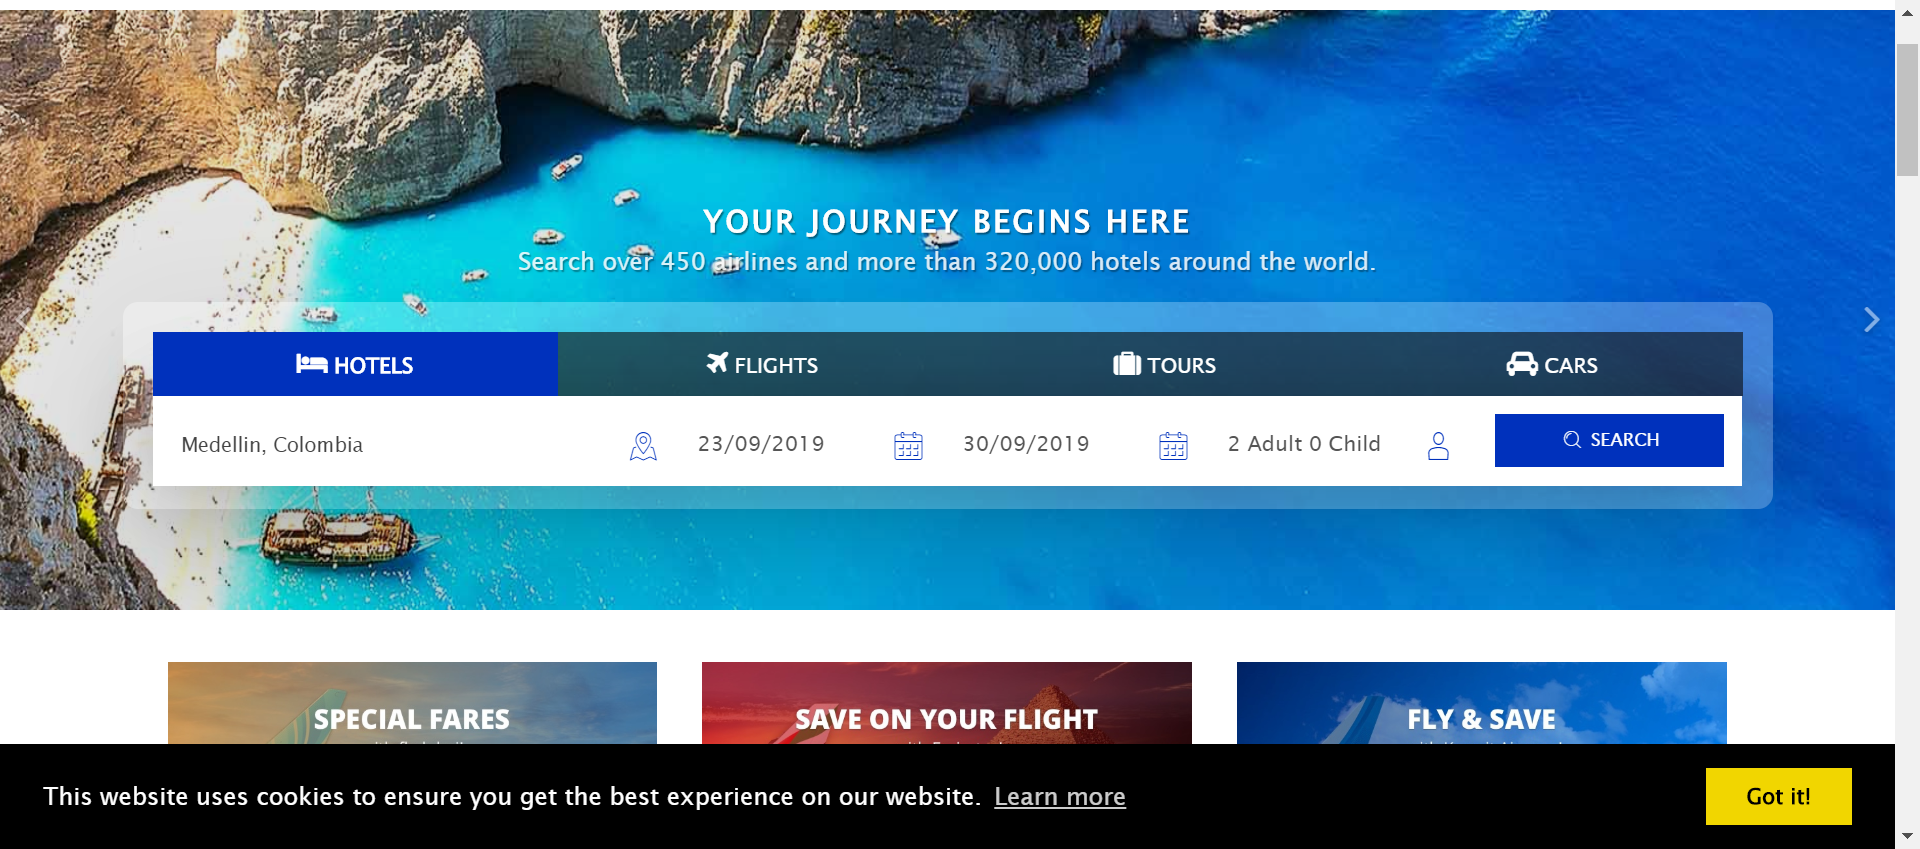 YOUR JOURNEY BEGINS HERE
Search over 450 airlines and more than 320,000 hotels around the world.
HOTELS FLIGHTS TOURS CARS
Medellin, Colombia 23/09/2019 30/09/2019 2 Adult 0 Child SEARCH
SPECIAL FARES SAVE ON YOUR FLIGHT FLY & SAVE
This website uses cookies to ensure you get the best experience on our website. Learn more Got it!